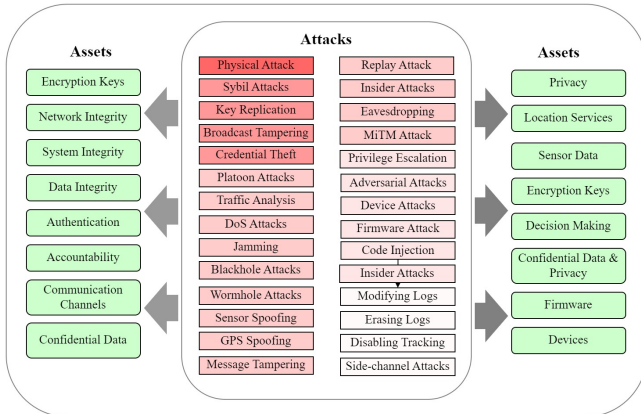 Assets
Encryption Keys
Network Integrity
System Integrity
Data Integrity
Authentication
Accountability
Communication
Channels
Confidential Data
Attacks
Physical Attack
Sybil Attacks
Key Replication
Broadcast Tampering
Credential Theft
Platoon Attacks
Traffic Analysis
DoS Attacks
Jamming
Blackhole Attacks
Wormhole Attacks
Sensor Spoofing
GPS Spoofing
Message Tampering
Replay Attack
Insider Attacks
Eavesdropping
MiTM Attack
Privilege Escalation
Adversarial Attacks
Device Attacks
Firmware Attack
Code Injection
Insider Attacks
Modifying Logs
Erasing Logs
Disabling Tracking
Side-channel Attacks
Assets
Privacy
Location Services
Sensor Data
Encryption Keys
Decision Making
Confidential Data &
Privacy
Firmware
Devices